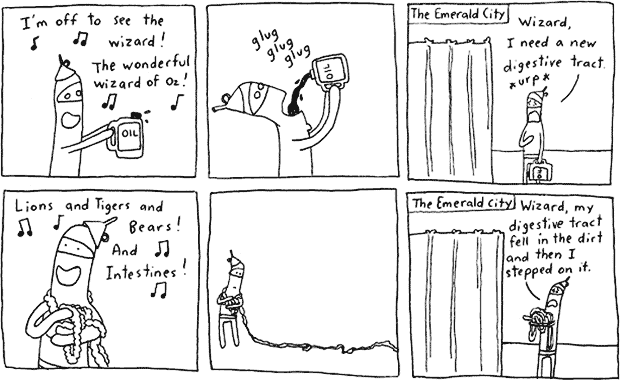 I'm off to see the
wizard!
The wonderful
wizard of Oz!
OIL
glug
glug
glug
OIL
The Emerald City
Wizard,
I need a new
digestive tract.
*urp*
Lions and Tigers and
Bears!
And
Intestines!
The Emerald City
Wizard, my
digestive tract
fell in the dirt
and then I
stepped on it.